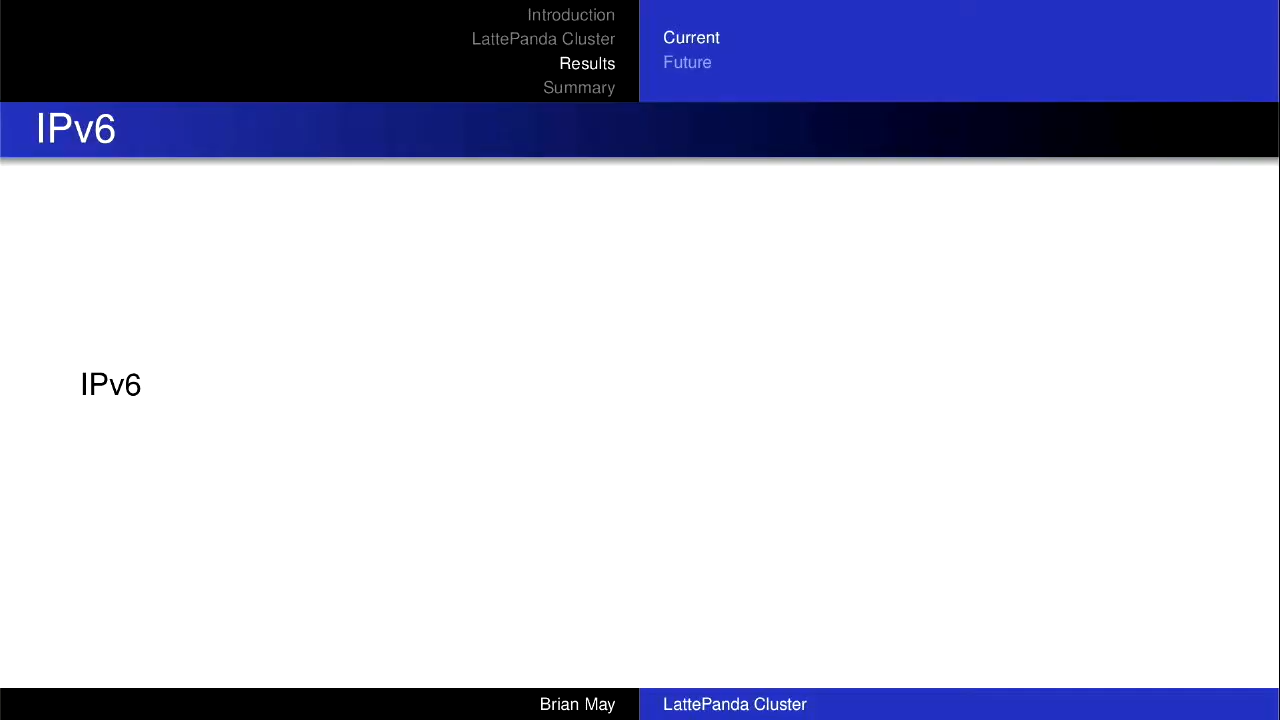 Introduction
LattePanda Cluster
Results
Summary
Current
Future
IPv6
IPv6
Brian May
LattePanda Cluster